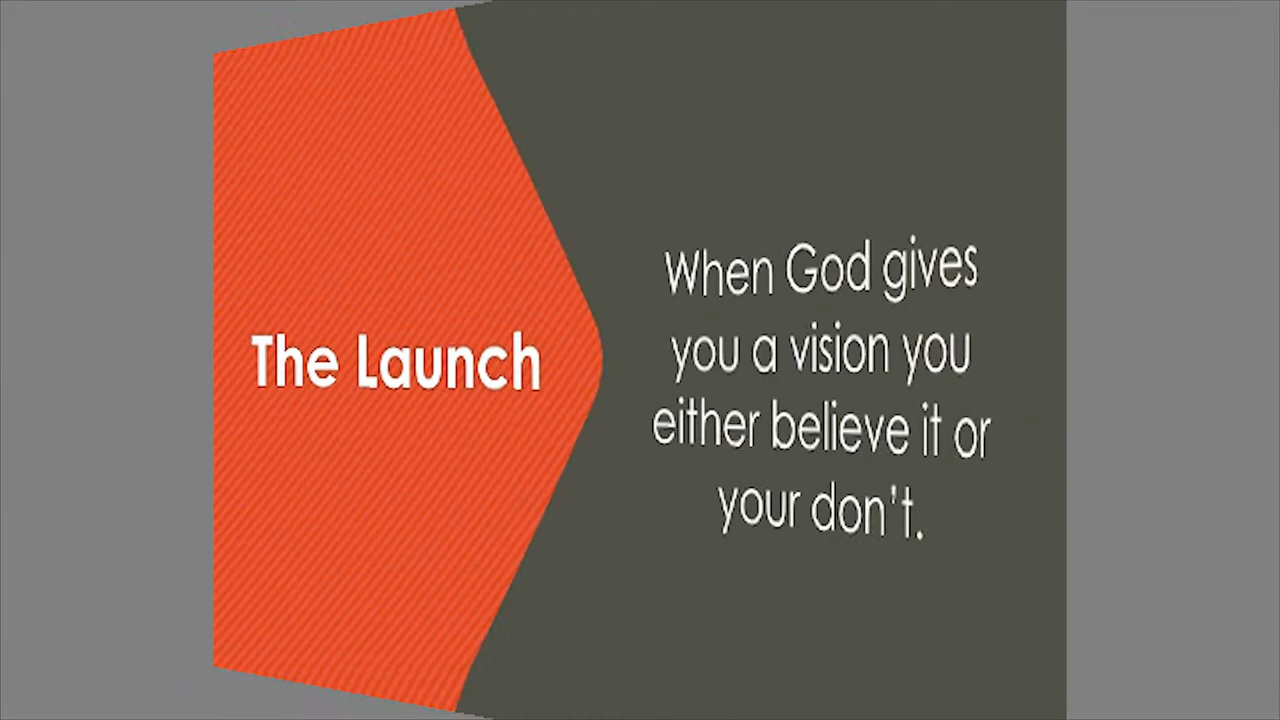 The Launch
When God gives
you a vision you
either believe it or
your don't.